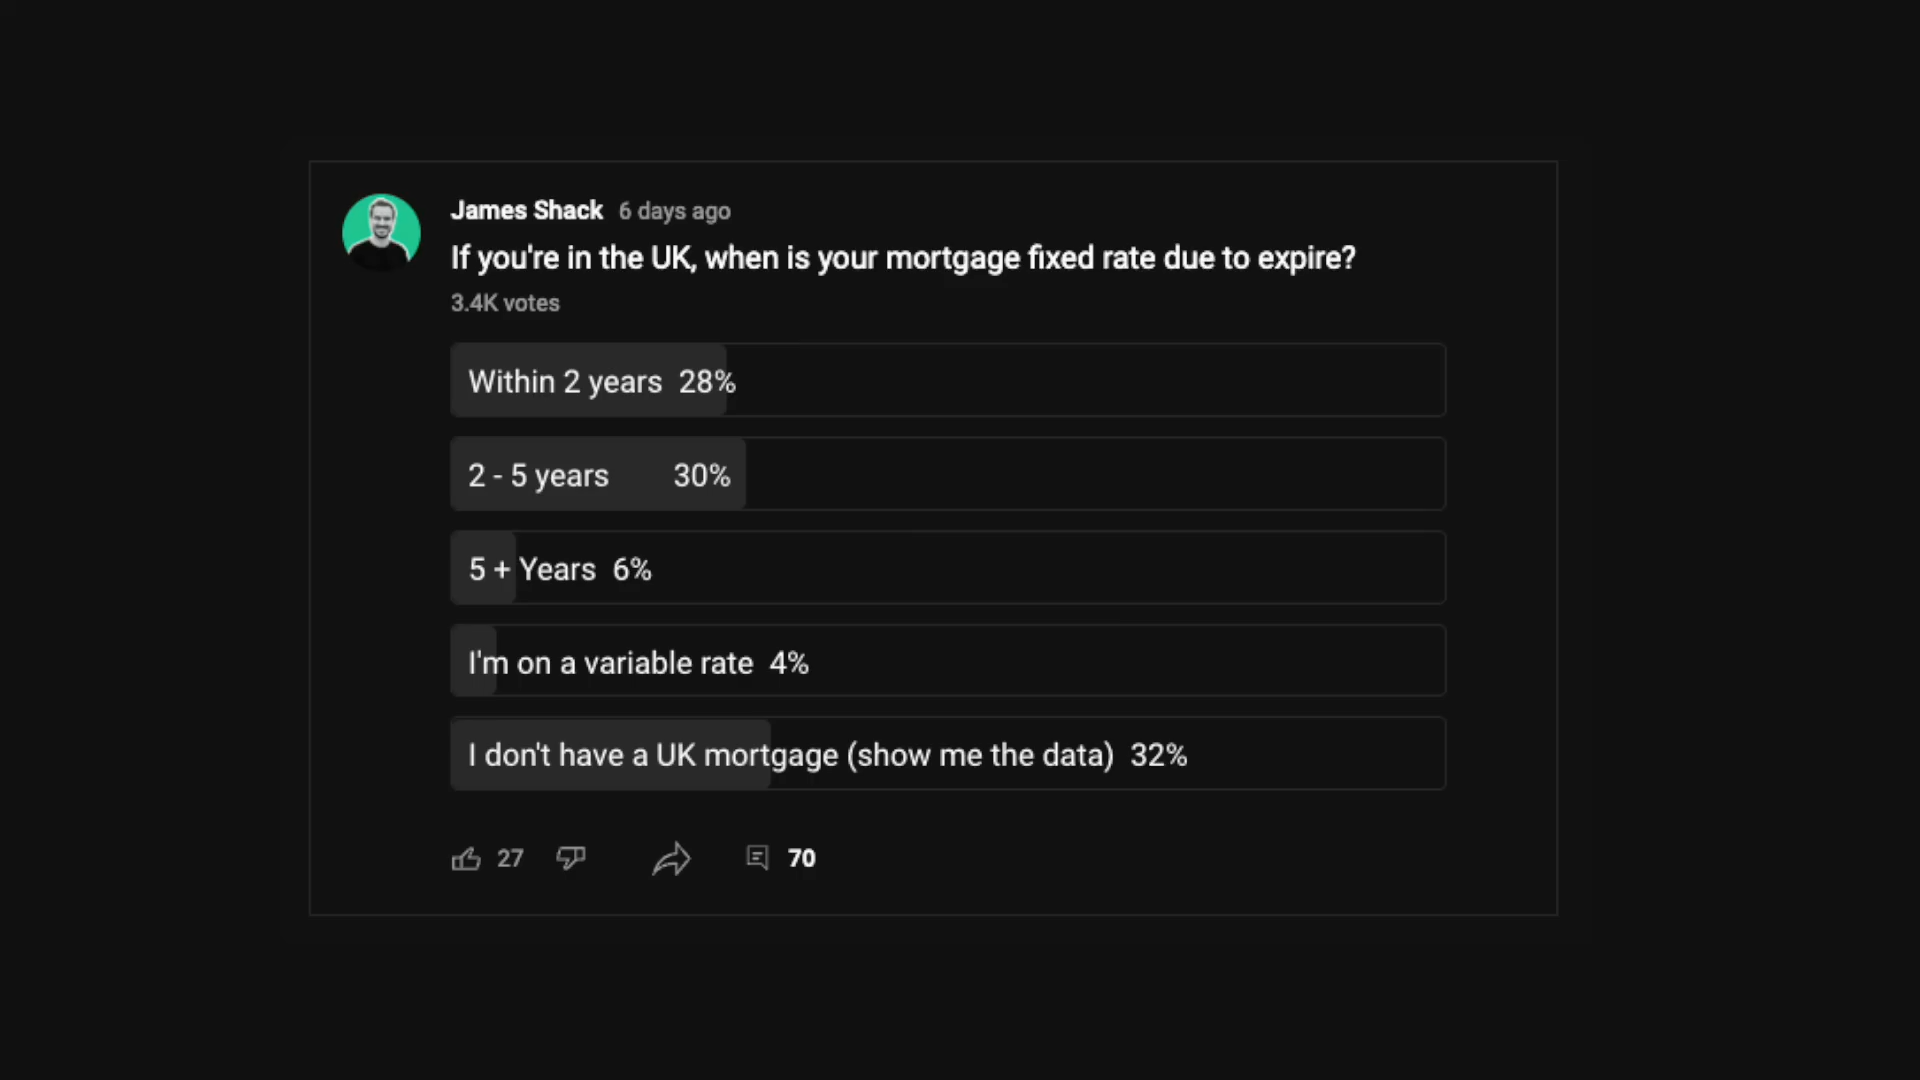 James Shack 6 days ago
If you're in the UK, when is your mortgage fixed rate due to expire?
3.4K votes
Within 2 years 28%
2 - 5 years 30%
5 + Years 6%
I'm on a variable rate 4%
I don't have a UK mortgage (show me the data) 32%
27 70